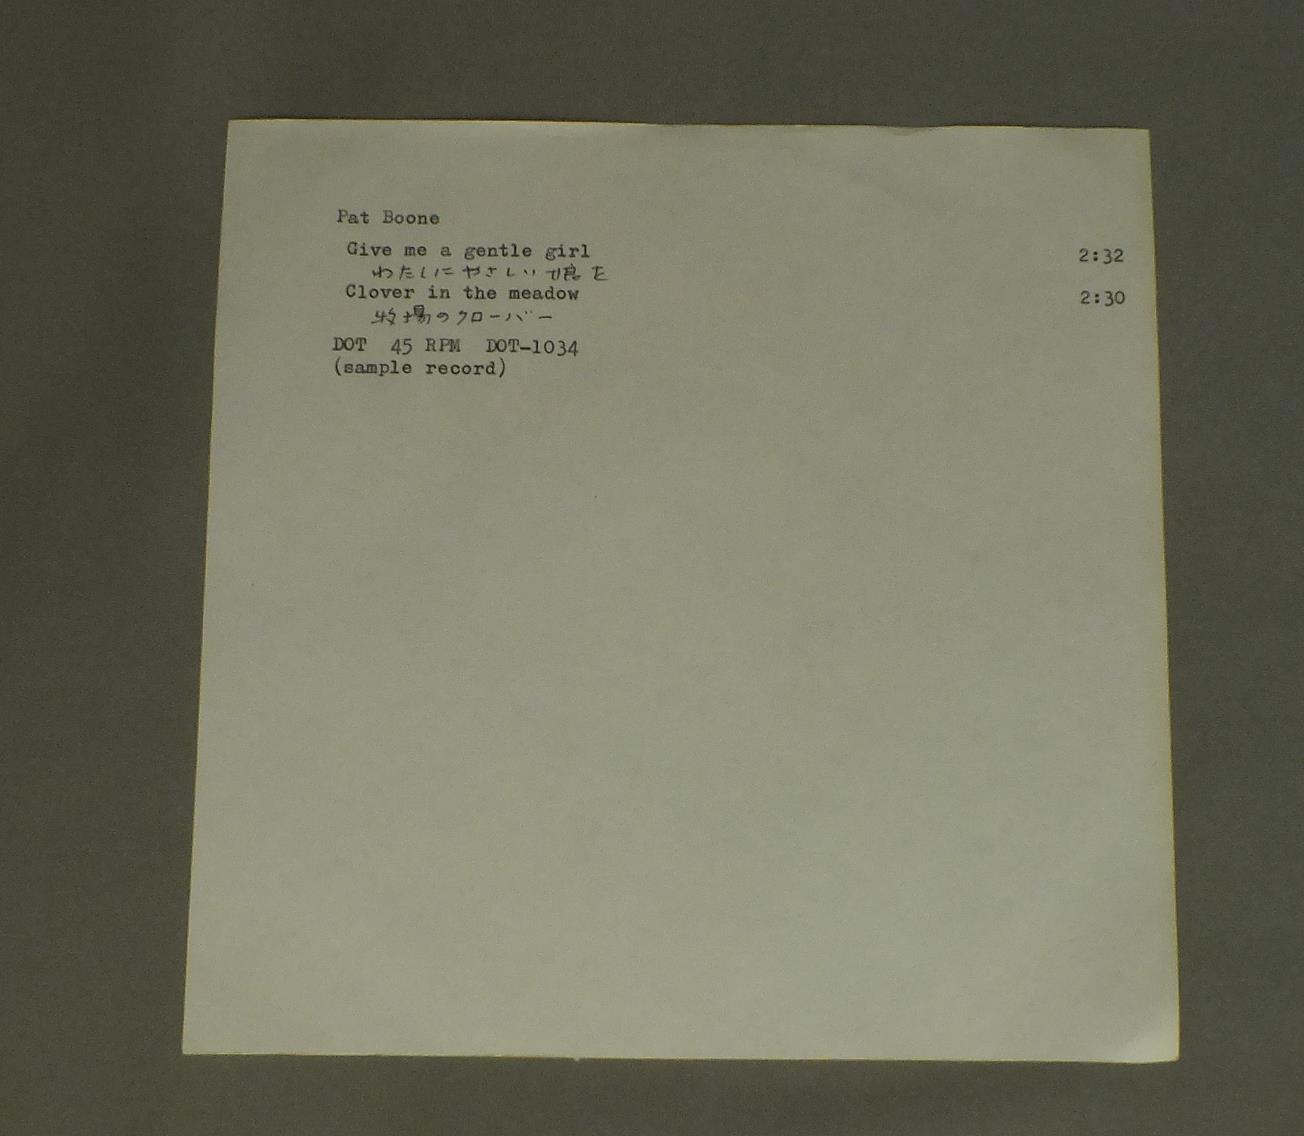 Pat Boone
Give me a gentle girl 2:32
わたしにやさしい娘を
Clover in the meadow 2:30
牧場のクローバー
DOT 45 RPM DOT-1034
(sample record)